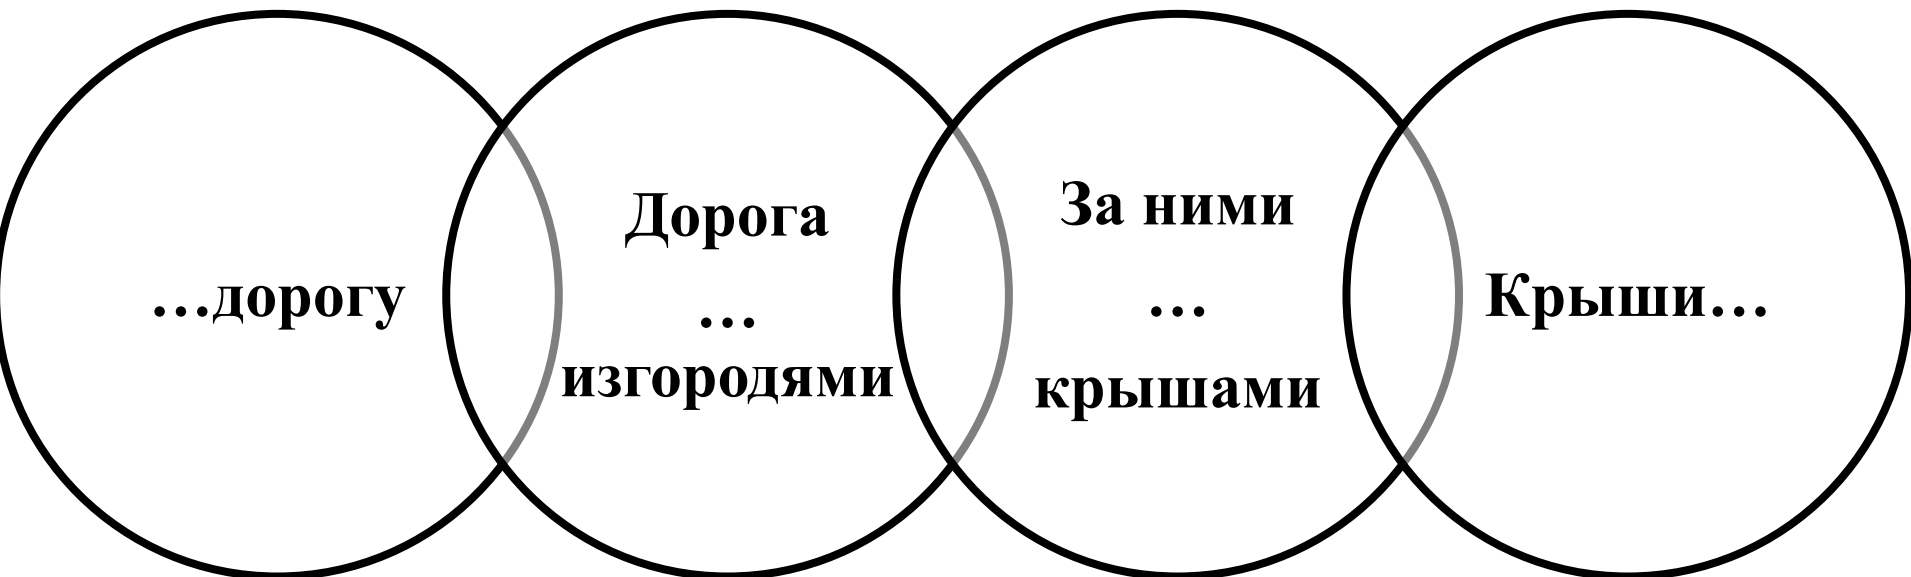 …дорогу
Дорога
…
изгородями
За ними
…
крышами
Крыши…